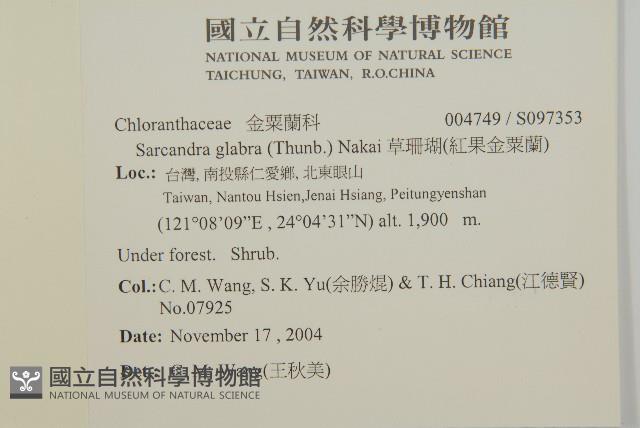 國立自然科學博物館
NATIONAL MUSEUM OF NATURAL SCIENCE
TAICHUNG, TAIWAN, R.O.CHINA
Chloranthaceae 金粟蘭科 004749 / S097353
Sarcandra glabra (Thunb.) Nakai 草珊瑚(紅果金粟蘭)
Loc.: 台灣, 南投縣仁愛鄉, 北東眼山
Taiwan, Nantou Hsien,Jenai Hsiang, Peitungyenshan
(121°08’09”E , 24°04’31”N) alt. 1,900 m.
Under forest. Shrub.
Col.: C. M. Wang, S. K. Yu(余勝焜) & T. H. Chiang(江德賢)
No.07925
Date: November 17 , 2004
Det.: C. M. Wang(王秋美)
國立自然科學博物館
NATIONAL MUSEUM OF NATURAL SCIENCE